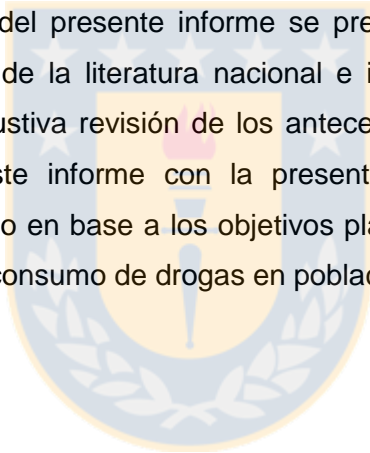 del presente informe se pre
de la literatura nacional e i
ustiva revisión de los antece
ste informe con la present
o en base a los objetivos pla
consumo de drogas en poblac